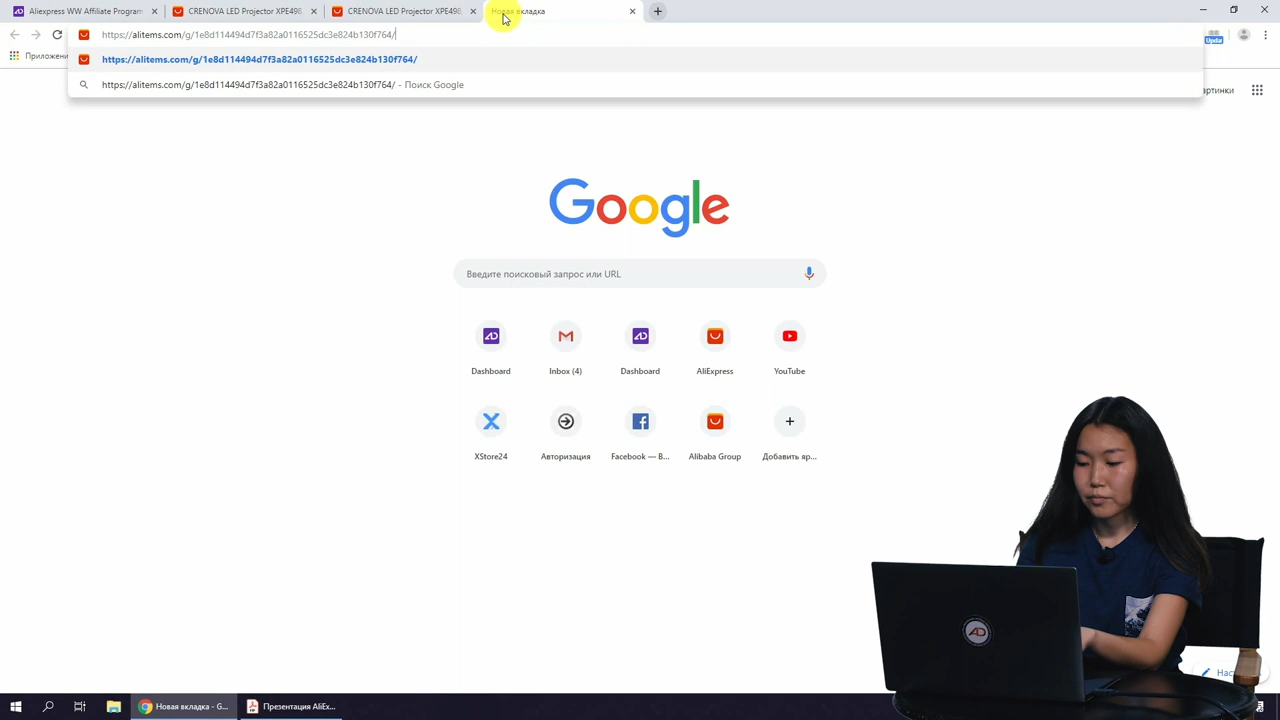 Aliexpress WW Affiliate Program
CRENOVA LED Projector XPE498
CRENOVA LED Projector XPE498,
Новая вкладка
https://alitems.com/g/1e8d114494d7f3a82a0116525dc3e824b130f764/
Приложени
https://alitems.com/g/1e8d114494d7f3a82a0116525dc3e824b130f764/
https://alitems.com/g/1e8d114494d7f3a82a0116525dc3e824b130f764/ - Поиск Google
артинки
Google
Введите поисковый запрос или URL
Dashboard
Inbox (4)
Dashboard
AliExpress
YouTube
XStore24
Авторизация
Facebook — В...
Alibaba Group
Добавить яр...
AD
Нас
Новая вкладка - G...
Презентация AliEx...